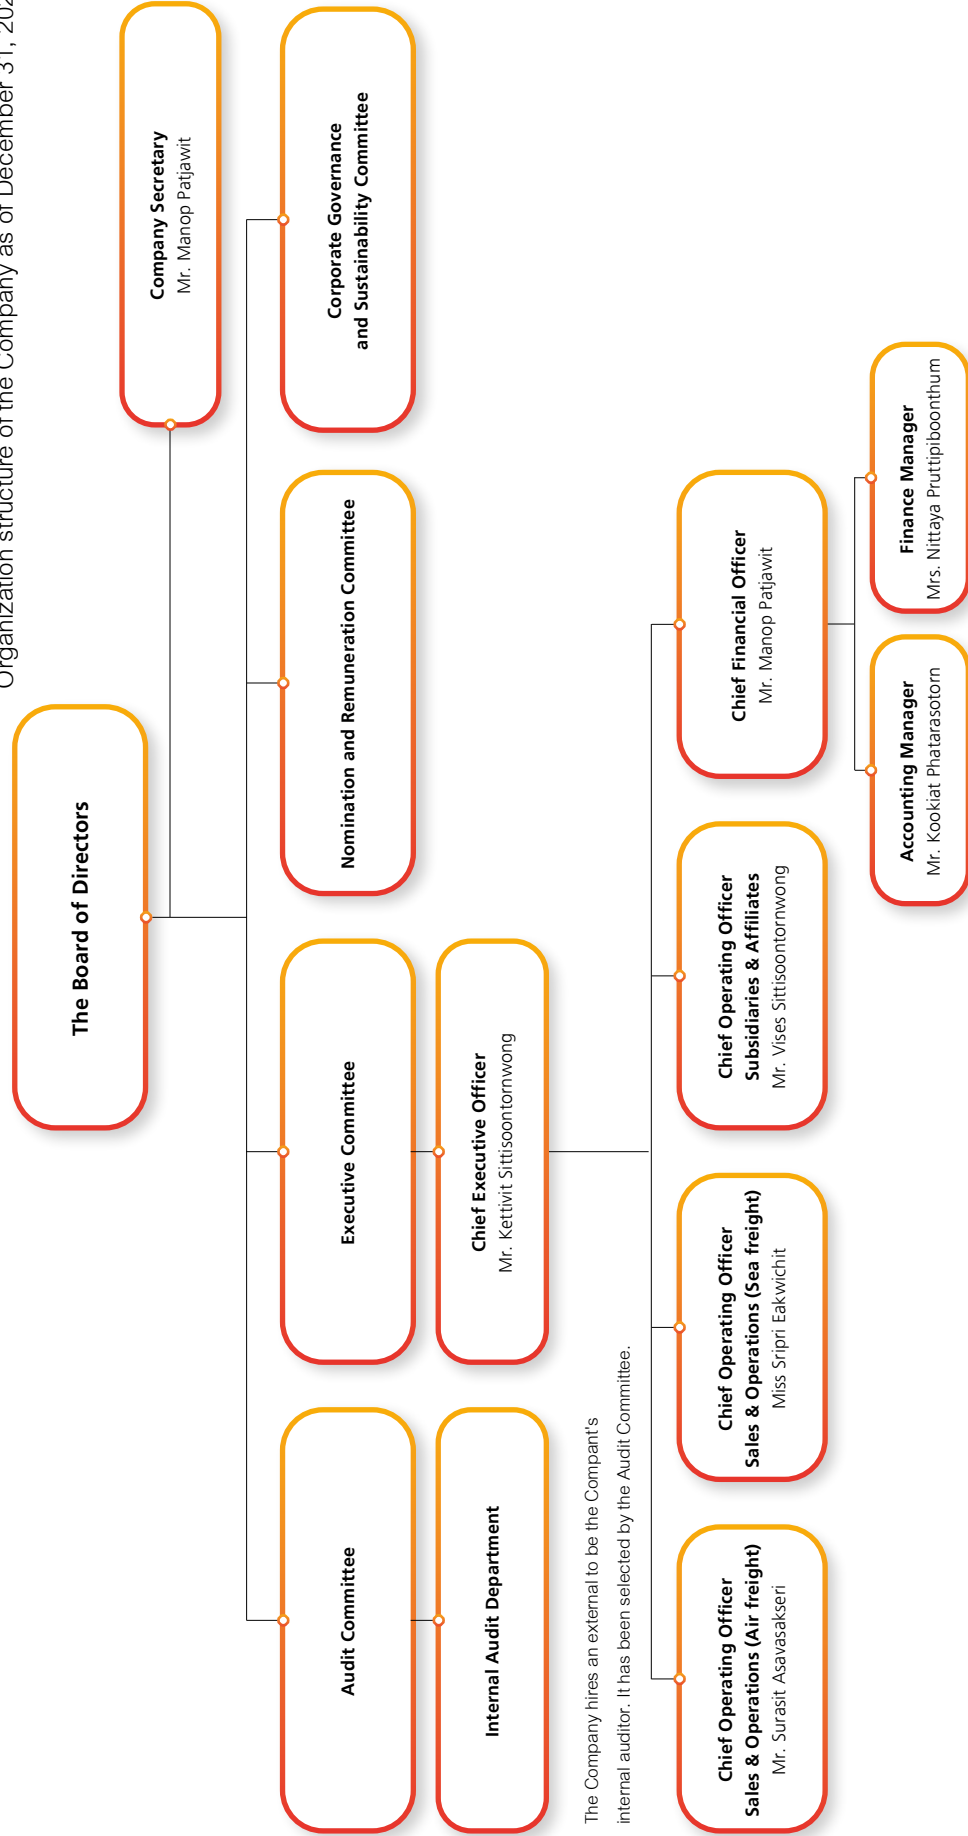 Organization structure of the Company as of December 31,
The Board of Directors
Company Secretary
Mr. Manop Patjawit
Audit Committee
Executive Committee
Nomination and Remuneration Committee
Corporate Governance
and Sustainability Committee
Internal Audit Department
Chief Executive Officer
Mr. Kettivit Sittisoontornwong
The Company hires an external to be the Compant's
internal auditor. It has been selected by the Audit Committee.
Chief Operating Officer
Sales & Operations (Air freight)
Mr. Surasit Asavasakseri
Chief Operating Officer
Sales & Operations (Sea freight)
Miss Sripri Eakwichit
Chief Operating Officer
Subsidiaries & Affiliates
Mr. Vises Sittisoontornwong
Chief Financial Officer
Mr. Manop Patjawit
Accounting Manager
Mr. Kookiat Phatarasotorn
Finance Manager
Mrs. Nittaya Pruttipiboonthum